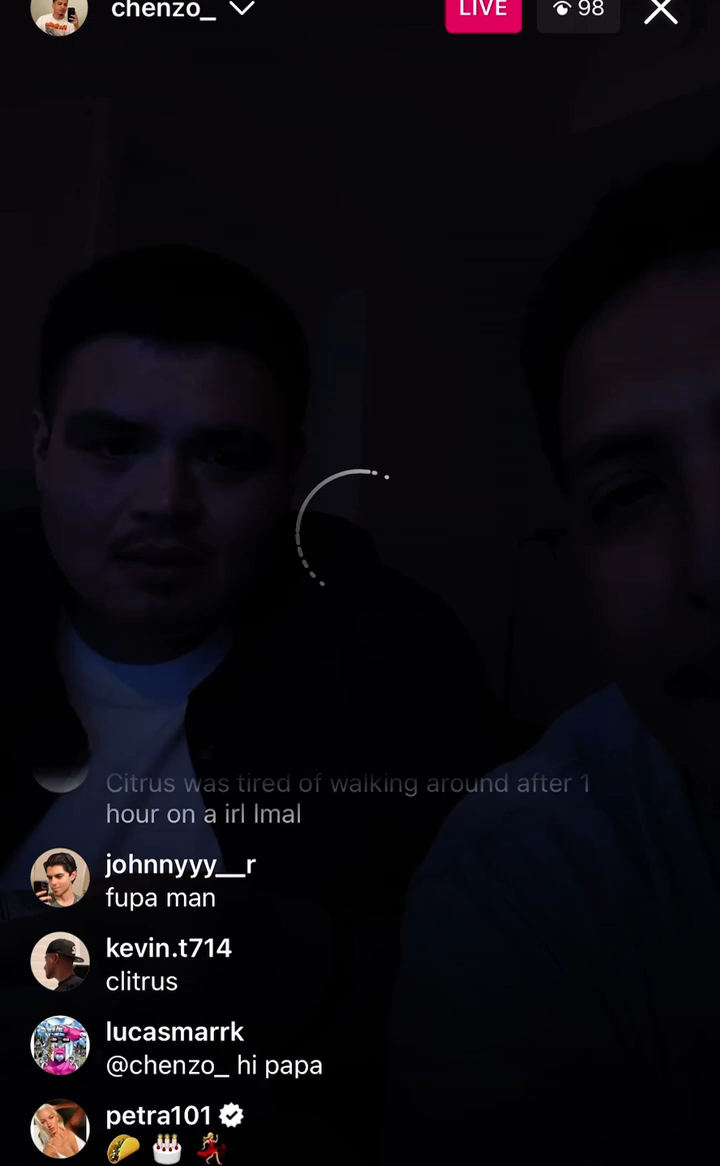 chenzo_
LIVE
98
Citrus was tired of walking around after 1
hour on a irl lmal
johnnyyy__r
fupa man
kevin.t714
clitrus
lucasmarrk
@chenzo_ hi papa
petra101
🌮 🎂 💃